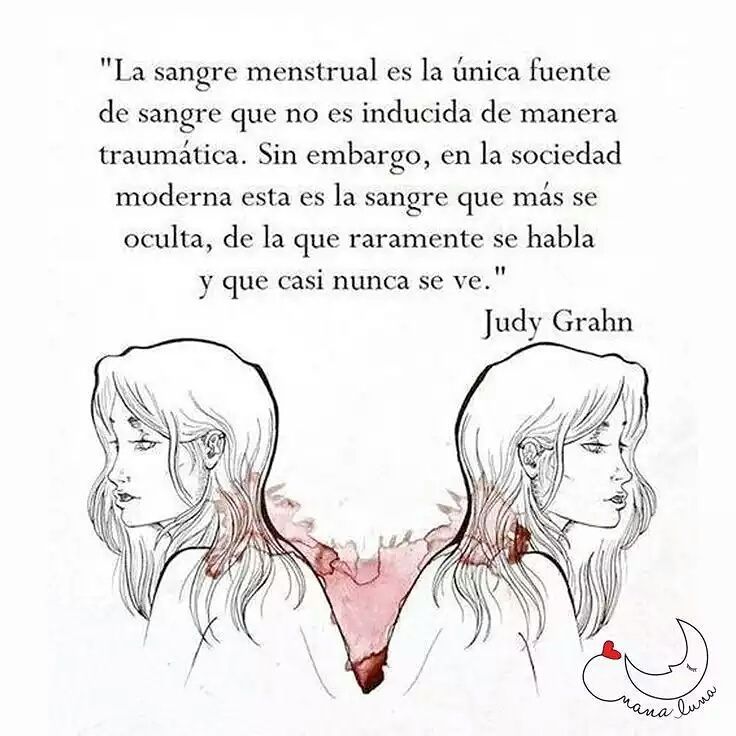 "La sangre menstrual es la única fuente
de sangre que no es inducida de manera
traumática. Sin embargo, en la sociedad
moderna esta es la sangre que más se
oculta, de la que raramente se habla
y que casi nunca se ve."
Judy Grahn
luna